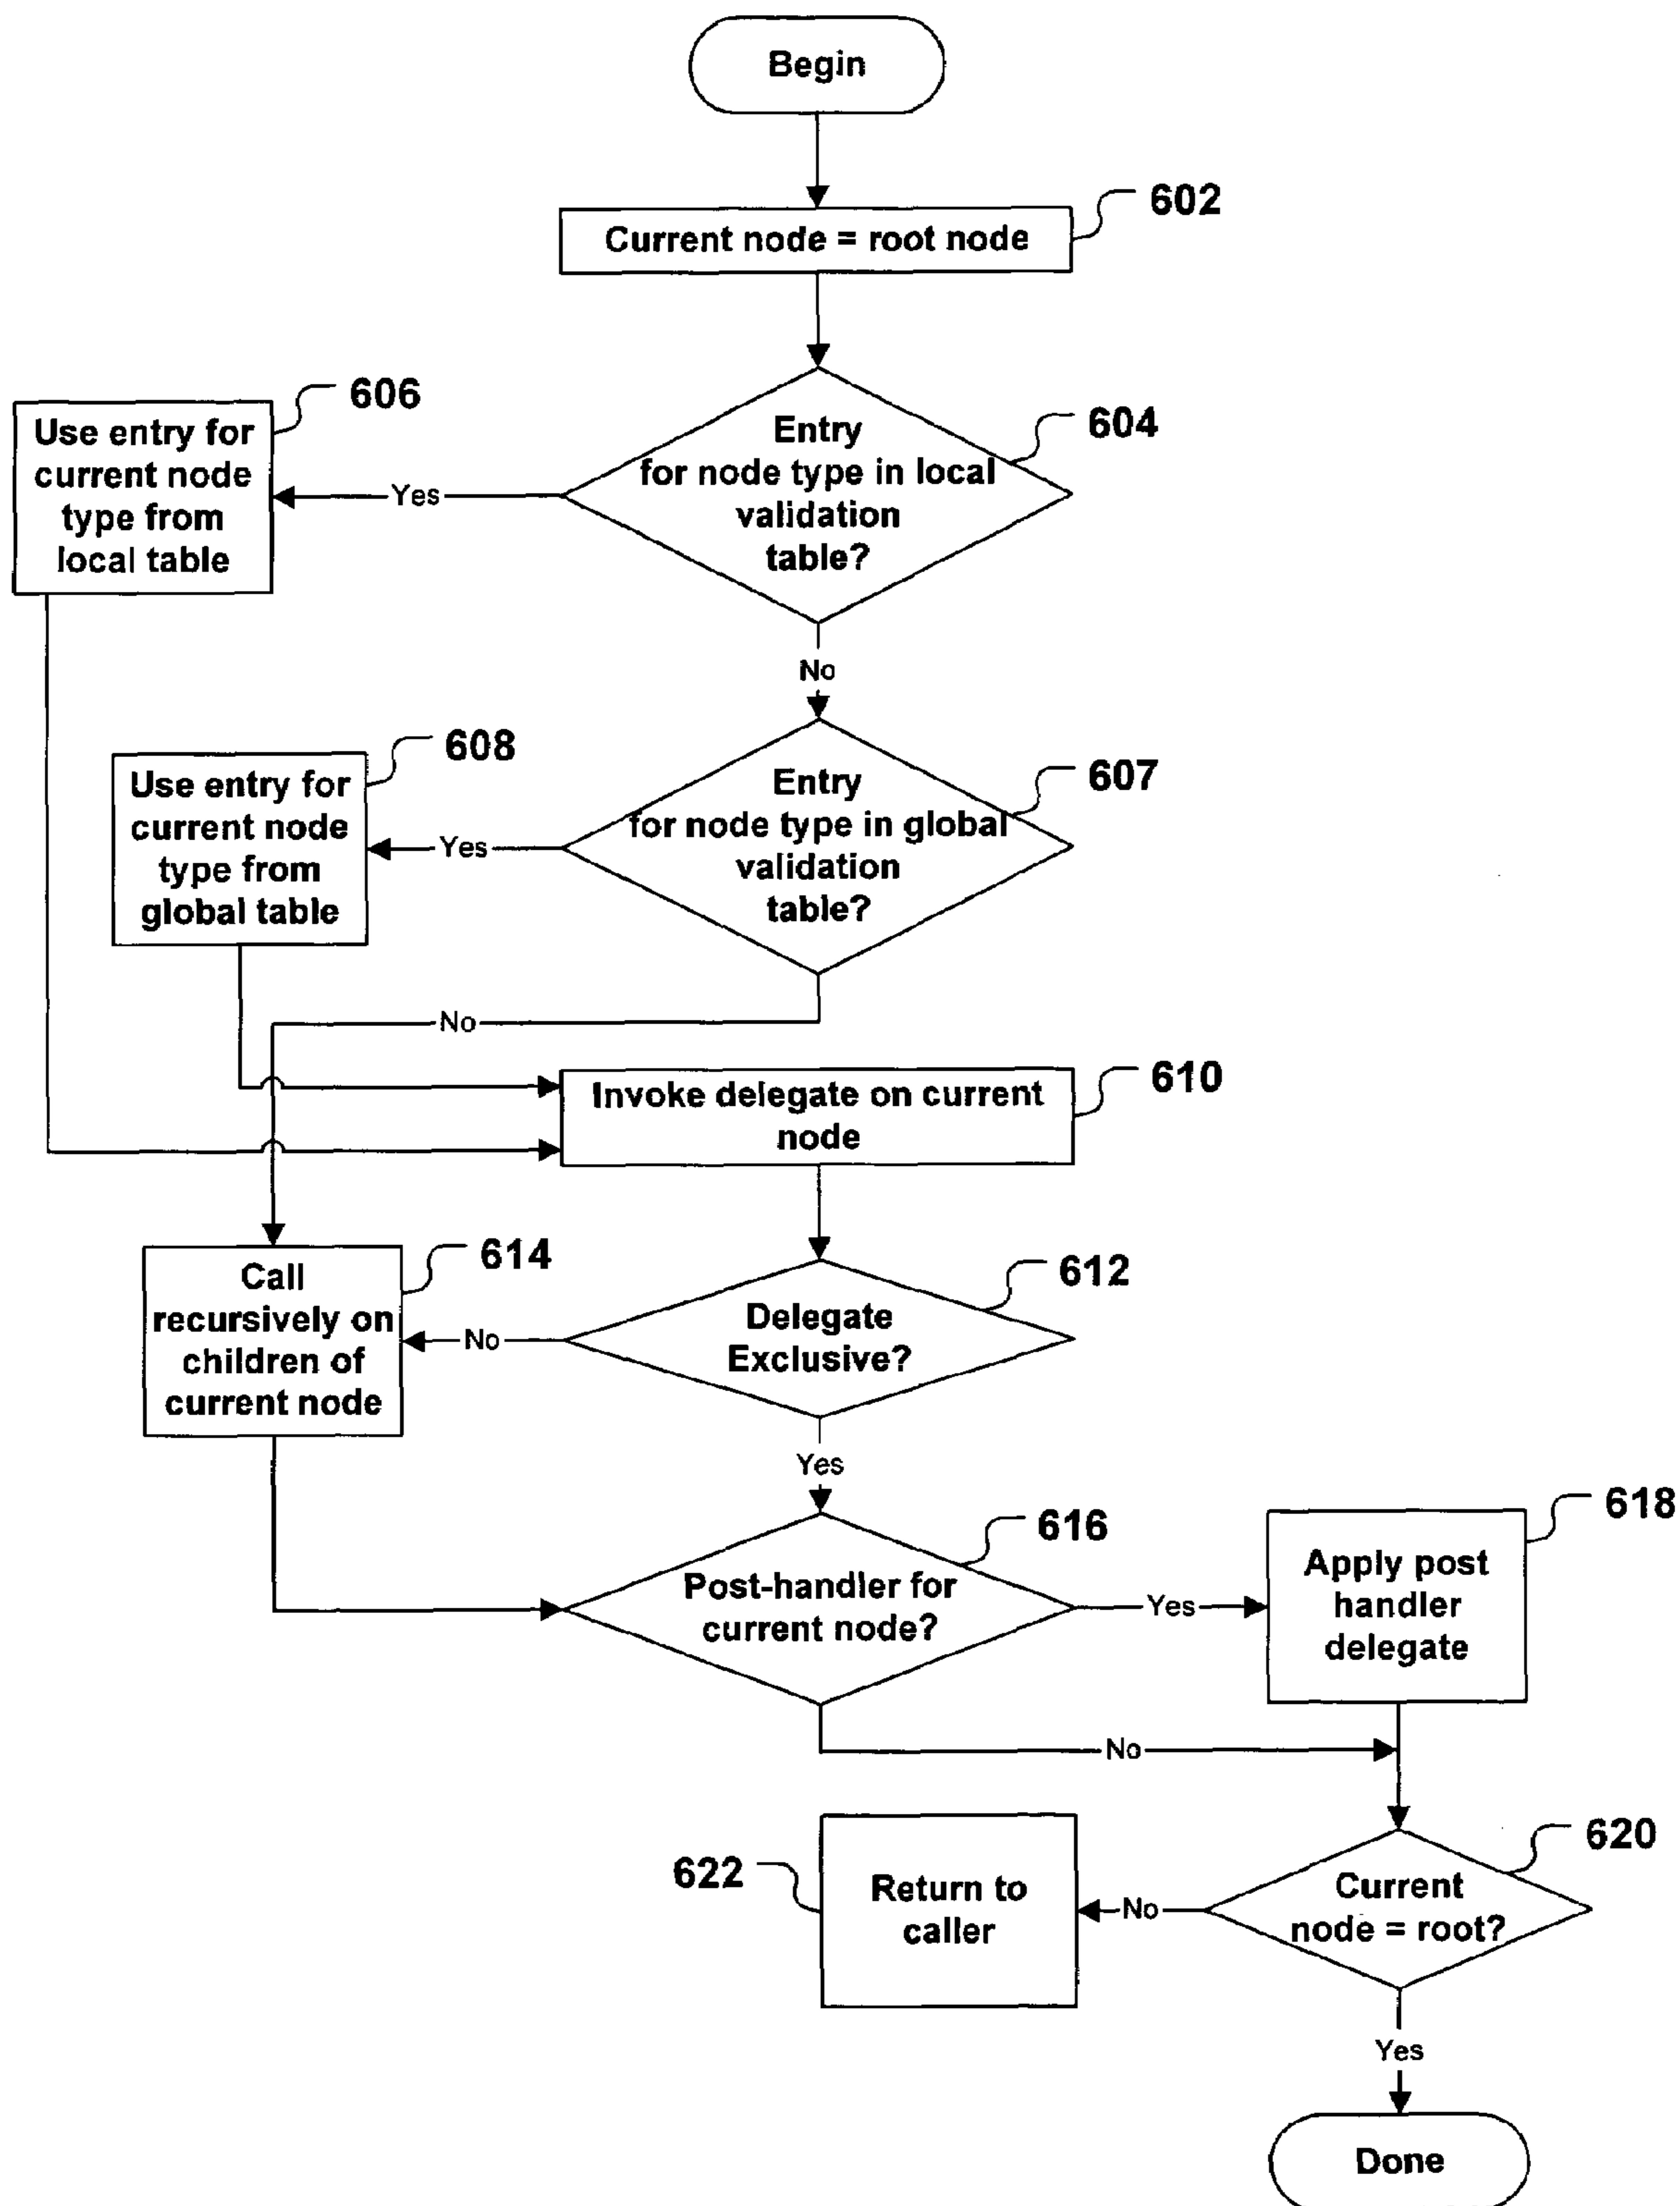 Begin
602
Current node = root node
606
Use entry for
current node
type from
local table
604
Entry
for node type in local
validation
table?
Yes
No
608
Use entry for
current node
type from
global table
607
Entry
for node type in global
validation
table?
Yes
No
610
Invoke delegate on current
node
614
Call
recursively on
children of
current node
612
Delegate
Exclusive?
No
Yes
616
Post-handler for
current node?
Yes
618
Apply post
handler
delegate
No
622
Return to
caller
620
Current
node = root?
No
Yes
Done